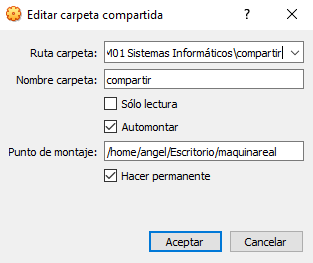 Editar carpeta compartida
Ruta carpeta: M01 Sistemas Informáticos\compartir
Nombre carpeta: compartir
Sólo lectura
Automontar
Punto de montaje: /home/angel/Escritorio/maquinareal
Hacer permanente
Aceptar Cancelar